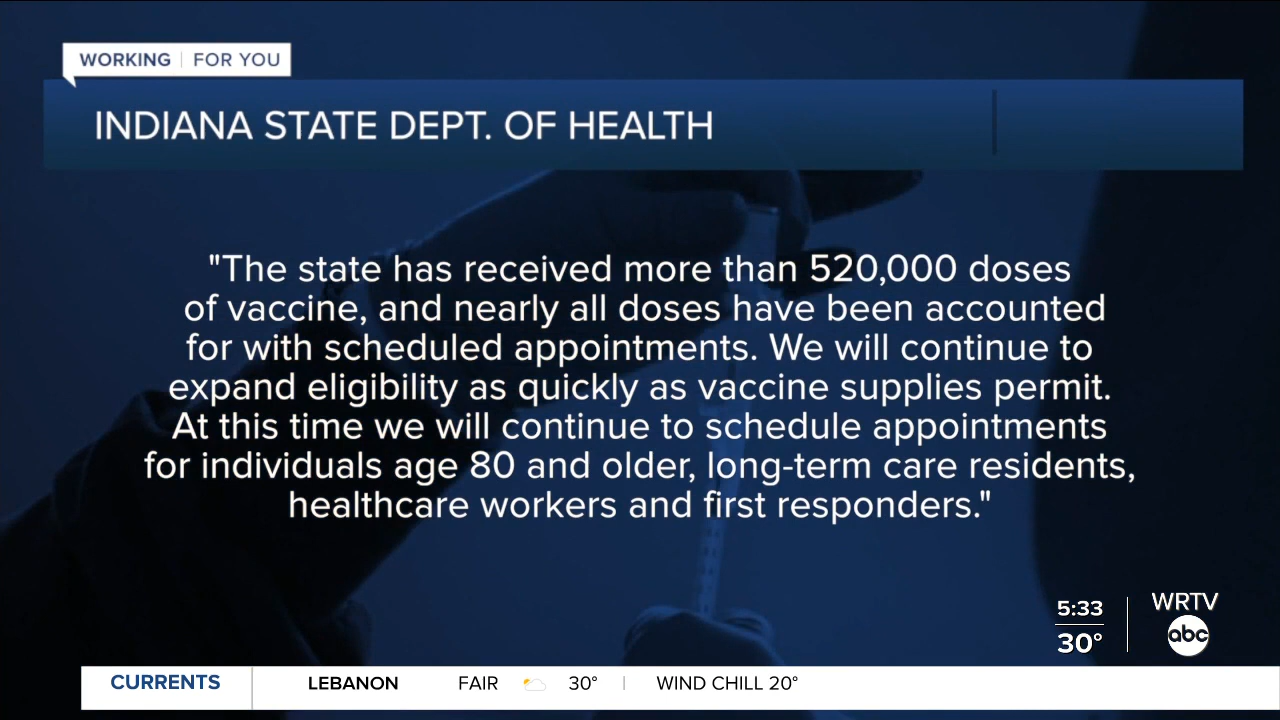 WORKING | FOR YOU
INDIANA STATE DEPT. OF HEALTH
"The state has received more than 520,000 doses
of vaccine, and nearly all doses have been accounted
for with scheduled appointments. We will continue to
expand eligibility as quickly as vaccine supplies permit.
At this time we will continue to schedule appointments
for individuals age 80 and older, long-term care residents,
healthcare workers and first responders."
5:33
30°
WRTV
abc
CURRENTS LEBANON FAIR 30° | WIND CHILL 20°